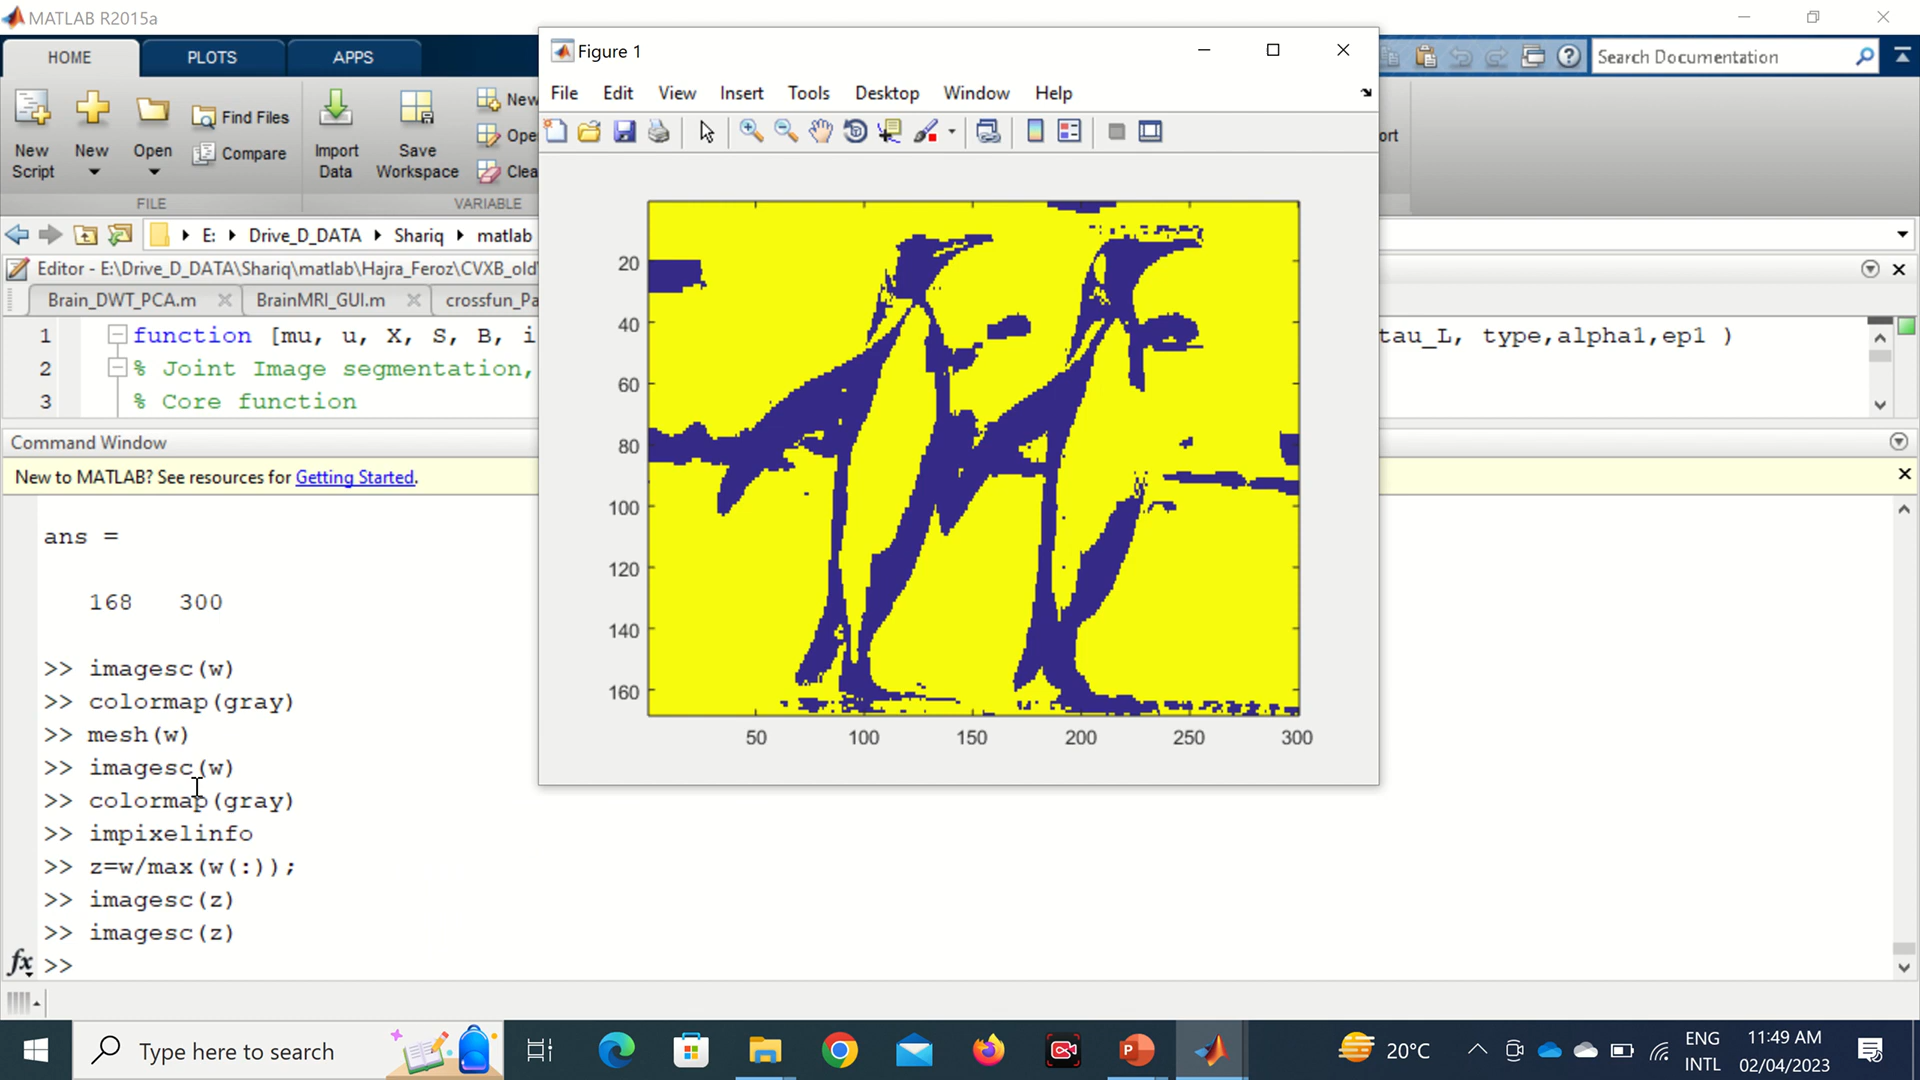 MATLAB R2015a
HOME
PLOTS
APPS
Search Documentation
New Script
New
Open
Find Files
Compare
Import Data
Save Workspace
New
Ope
Clea
ort
FILE
VARIABLE
E:
Drive_D_DATA
Shariq
matlab
Editor - E:\Drive_D_DATA\Shariq\matlab\Hajra_Feroz\CVXB_old\
Brain_DWT_PCA.m
BrainMRI_GUI.m
crossfun_Pa
1 function [mu, u, X, S, B, i
tau_L, type,alpha1,ep1 )
2 % Joint Image segmentation,
3 % Core function
Command Window
New to MATLAB? See resources for Getting Started.
ans =
168 300
>> imagesc(w)
>> colormap(gray)
>> mesh(w)
>> imagesc(w)
>> colormap(gray)
>> impixelinfo
>> z=w/max(w(:));
>> imagesc(z)
>> imagesc(z)
fx >>
Figure 1
File Edit View Insert Tools Desktop Window Help
20
40
60
80
100
120
140
160
50 100 150 200 250 300
Type here to search
20°C
ENG
INTL
11:49 AM
02/04/2023